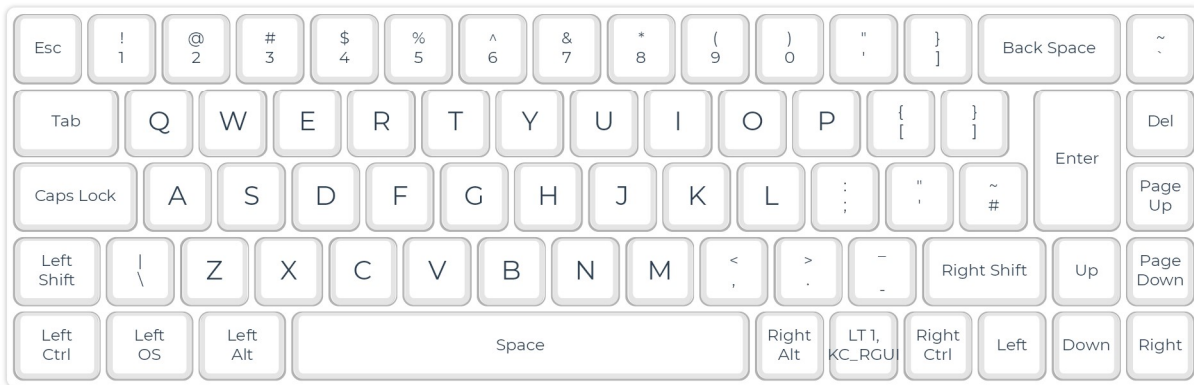 Esc ! @ # $ % ^ & * ( ) " } Back Space ~
1 2 3 4 5 6 7 8 9 0 ' ] `
Tab Q W E R T Y U I O P { } Enter Del
[ ]
Caps Lock A S D F G H J K L : " ~ Page
; ' # Up
Left | Z X C V B N M < > _ Right Shift Up Page
Shift \ , . - Down
Left Left Left Space Right LT 1, Right Left Down Right
Ctrl OS Alt Alt KC_RGUI Ctrl